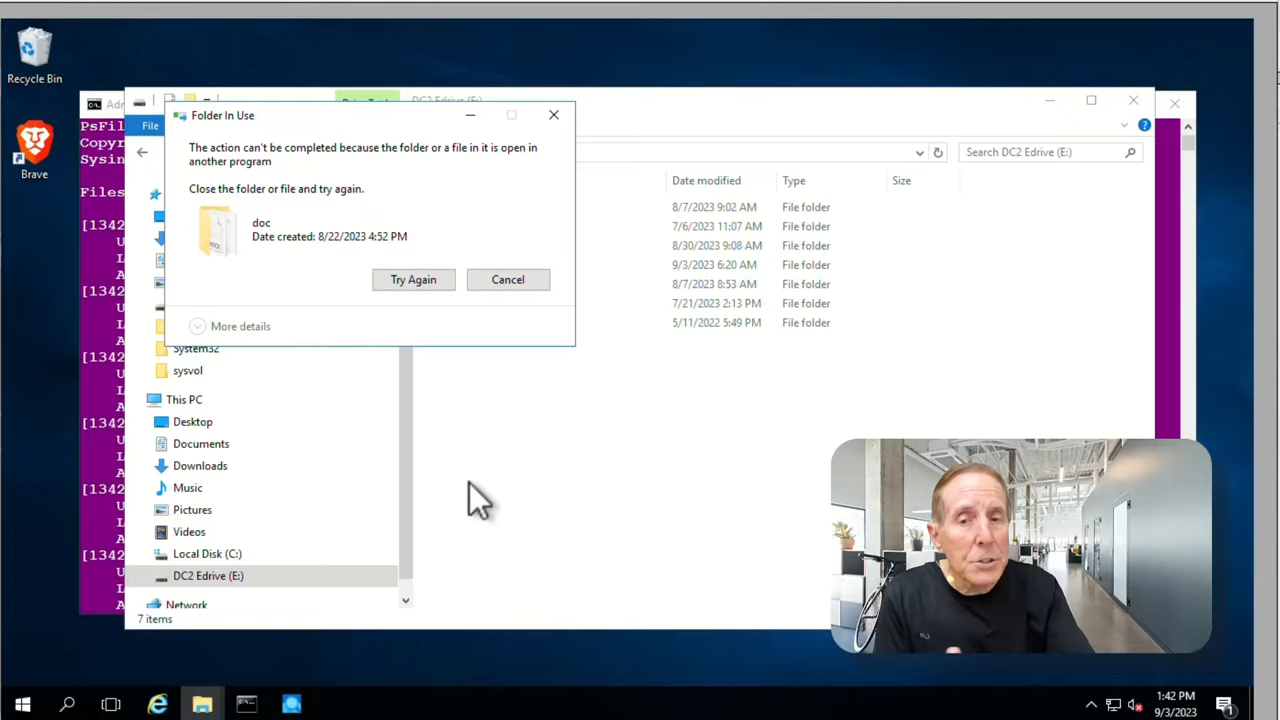 Recycle Bin
Brave
DC2 Edrive (E:)
PsFil
Copyr
Sysin
Files
[1342
U
L
A
[1342
U
L
A
[1342
U
L
A
[1342
U
L
A
[1342
U
L
A
[1342
U
L
A
File
Folder In Use
The action can't be completed because the folder or a file in it is open in
another program
Close the folder or file and try again.
doc
Date created: 8/22/2023 4:52 PM
Try Again
Cancel
More details
Search DC2 Edrive (E:)
Date modified Type Size
8/7/2023 9:02 AM File folder
7/6/2023 11:07 AM File folder
8/30/2023 9:08 AM File folder
9/3/2023 6:20 AM File folder
8/7/2023 8:53 AM File folder
7/21/2023 2:13 PM File folder
5/11/2022 5:49 PM File folder
System32
sysvol
This PC
Desktop
Documents
Downloads
Music
Pictures
Videos
Local Disk (C:)
DC2 Edrive (E:)
Network
7 items
1:42 PM
9/3/2023
1